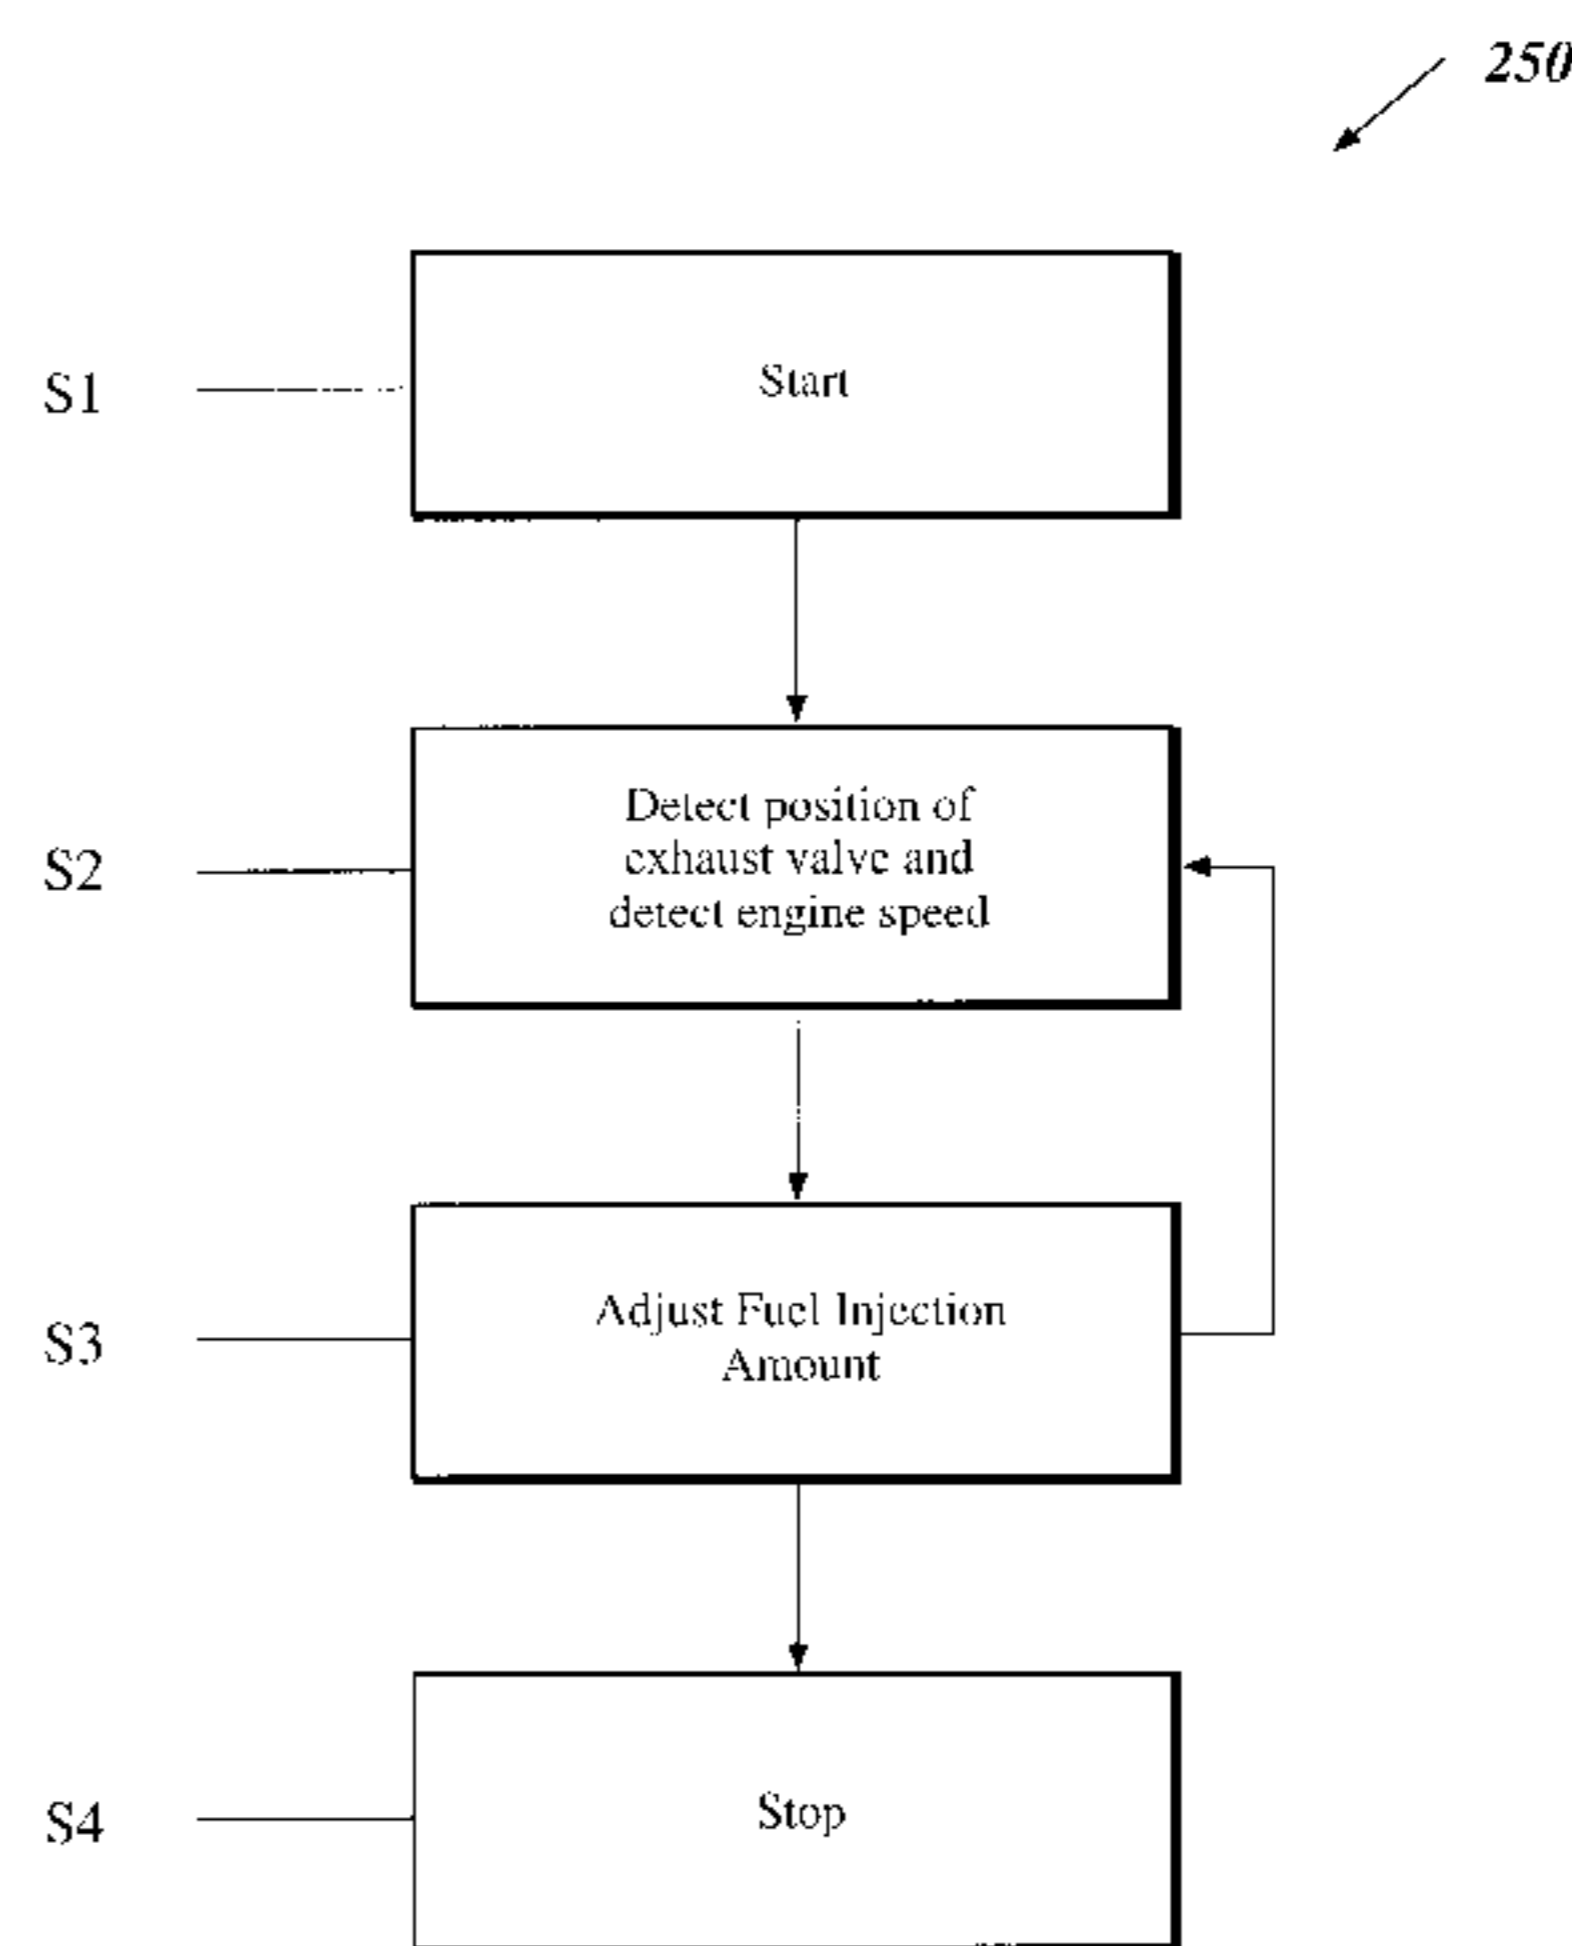 250
S1
Start
S2
Detect position of
exhaust valve and
detect engine speed
S3
Adjust Fuel Injection
Amount
S4
Stop